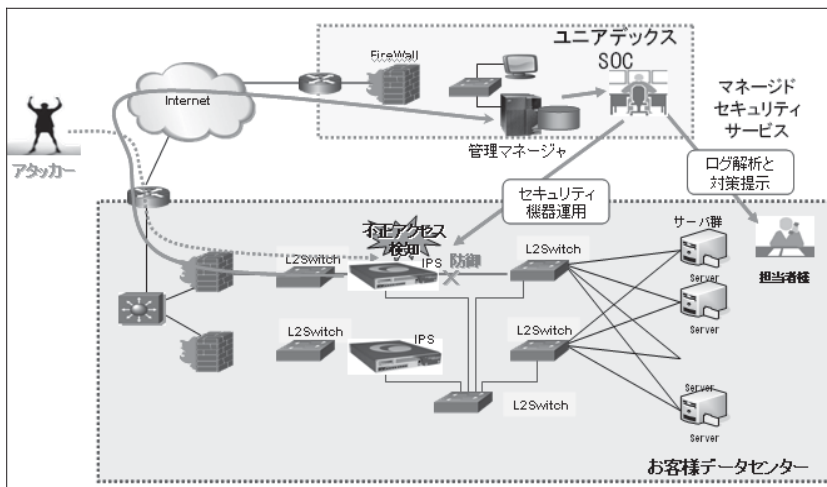 ユニアデックス
SOC
FireWall
Internet
マネージド
セキュリティ
サービス
アタッカー
管理マネージャ
ログ解析と
対策提示
セキュリティ
機器運用
サーバ群
不正アクセス
検知
L2Switch
IPS
防御
L2Switch
Server
担当者様
Server
L2Switch
IPS
L2Switch
L2Switch
Server
Server
お客様データセンター